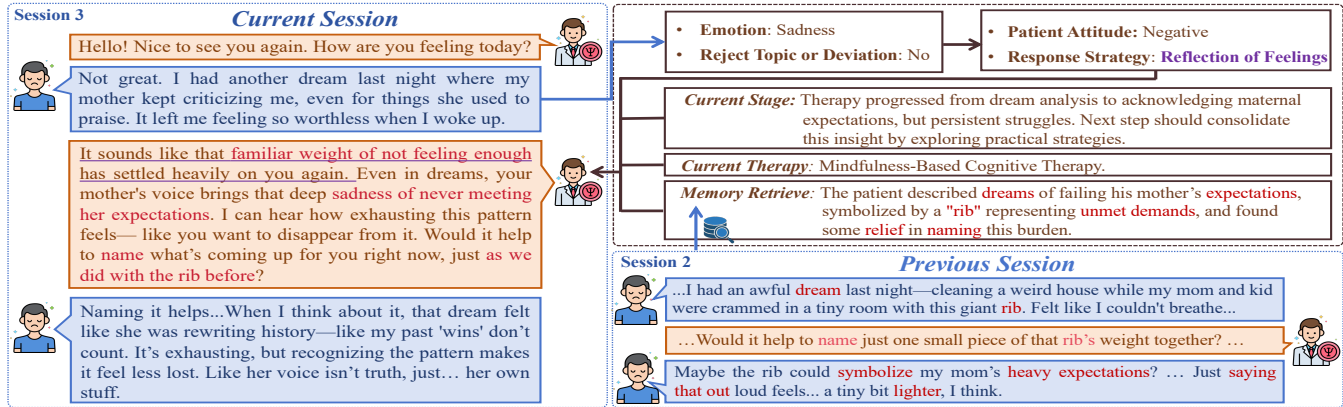 Session 3
Current Session
Hello! Nice to see you again. How are you feeling today?
Not great. I had another dream last night where my
mother kept criticizing me, even for things she used to
praise. It left me feeling so worthless when I woke up.
It sounds like that familiar weight of not feeling enough
has settled heavily on you again. Even in dreams, your
mother's voice brings that deep sadness of never meeting
her expectations. I can hear how exhausting this pattern
feels— like you want to disappear from it. Would it help
to name what's coming up for you right now, just as we
did with the rib before?
Naming it helps...When I think about it, that dream felt
like she was rewriting history—like my past 'wins' don't
count. It's exhausting, but recognizing the pattern makes
it feel less lost. Like her voice isn't truth, just… her own
stuff.
• Emotion: Sadness
• Reject Topic or Deviation: No
• Patient Attitude: Negative
• Response Strategy: Reflection of Feelings
Current Stage: Therapy progressed from dream analysis to acknowledging maternal
expectations, but persistent struggles. Next step should consolidate
this insight by exploring practical strategies.
Current Therapy: Mindfulness-Based Cognitive Therapy.
Memory Retrieve: The patient described dreams of failing his mother's expectations,
symbolized by a "rib" representing unmet demands, and found
some relief in naming this burden.
Session 2
Previous Session
...I had an awful dream last night—cleaning a weird house while my mom and kid
were crammed in a tiny room with this giant rib. Felt like I couldn't breathe...
…Would it help to name just one small piece of that rib's weight together? …
Maybe the rib could symbolize my mom's heavy expectations? … Just saying
that out loud feels... a tiny bit lighter, I think.